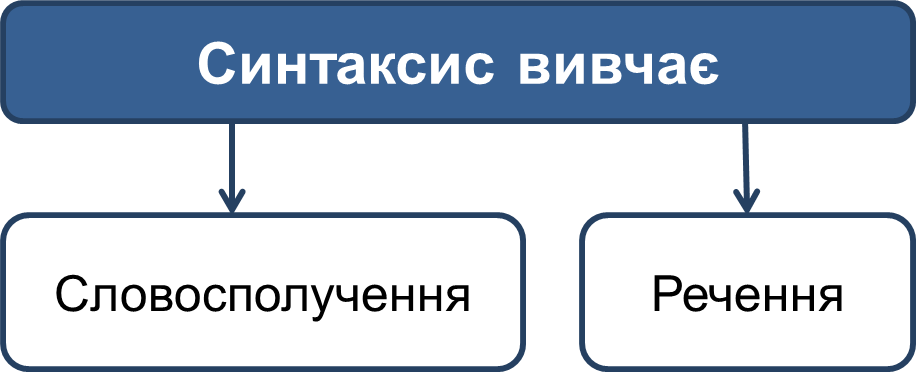 Синтаксис вивчає
Словосполучення
Речення